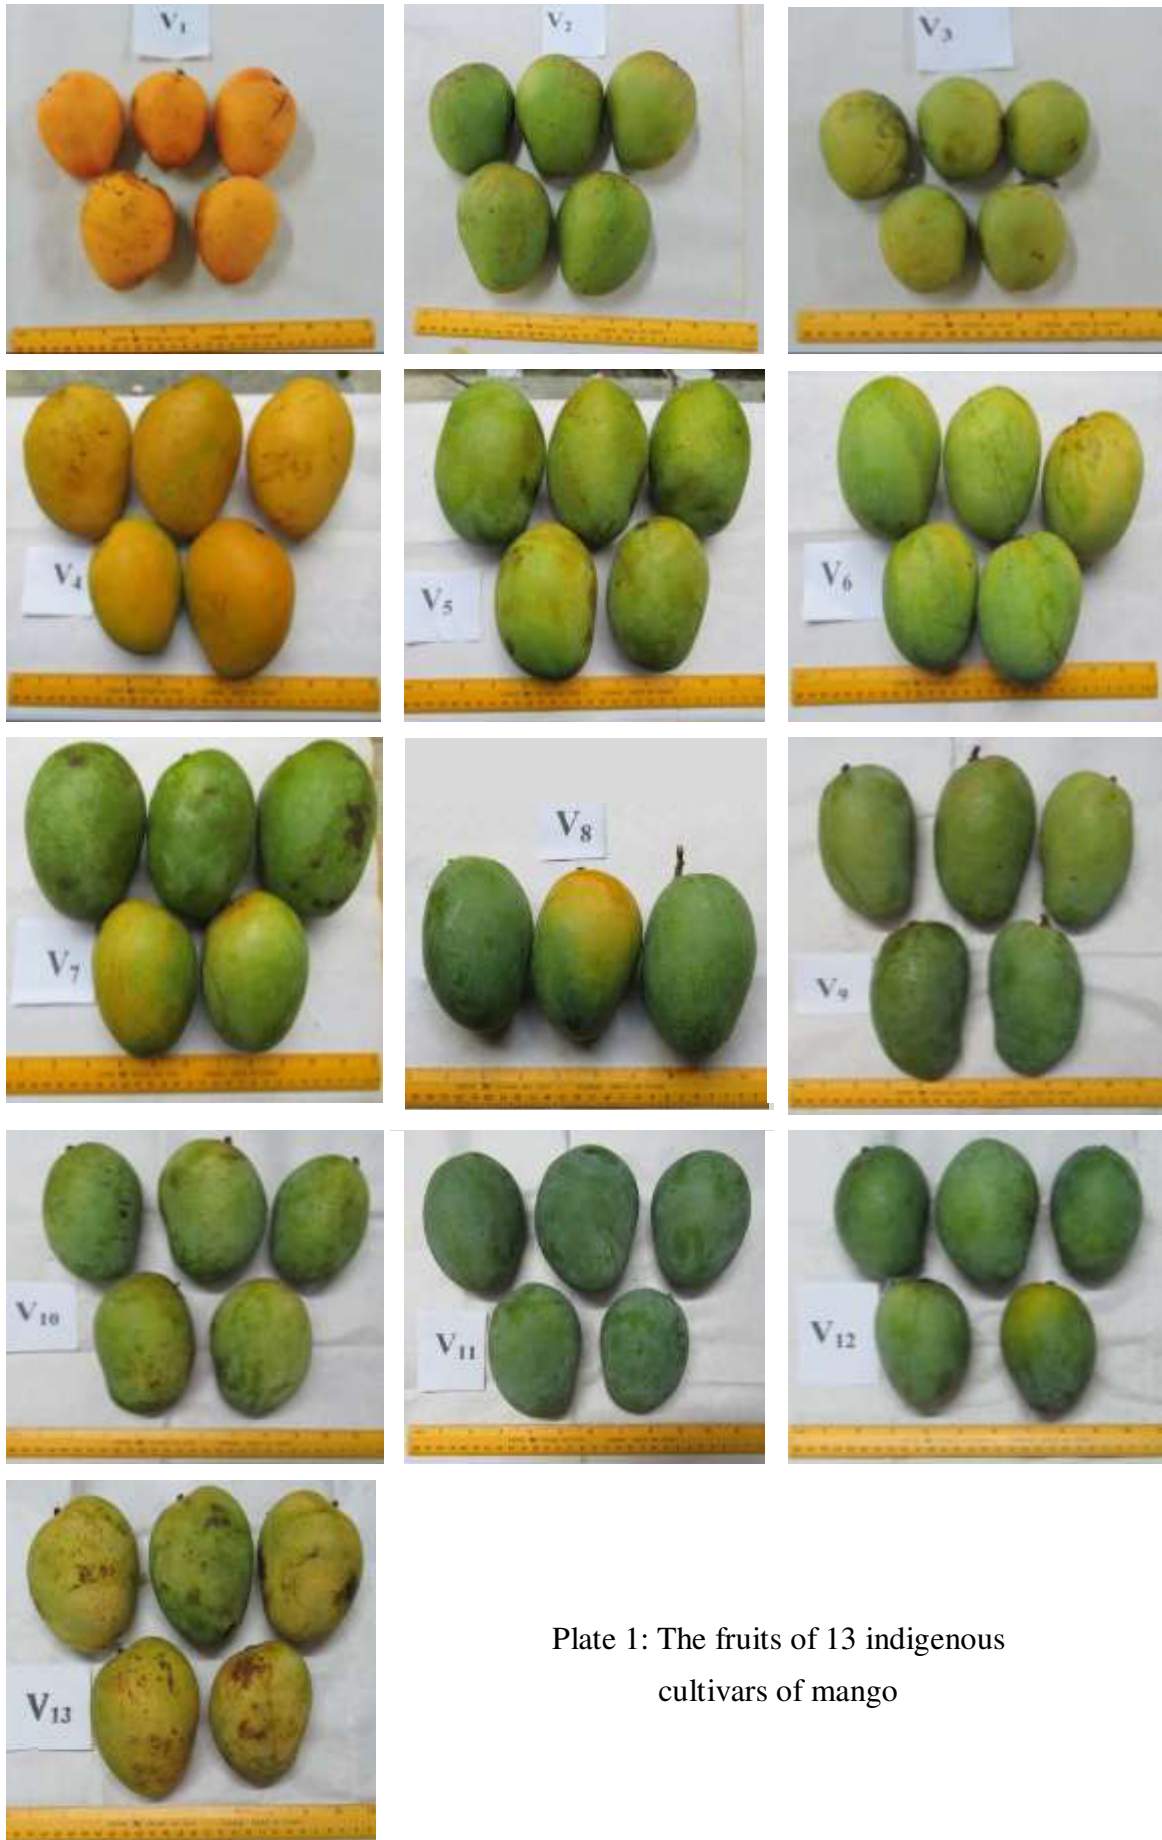 V1
V2
V3
V4
V5
V6
V7
V8
V9
V10
V11
V12
V13
Plate 1: The fruits of 13 indigenous
cultivars of mango